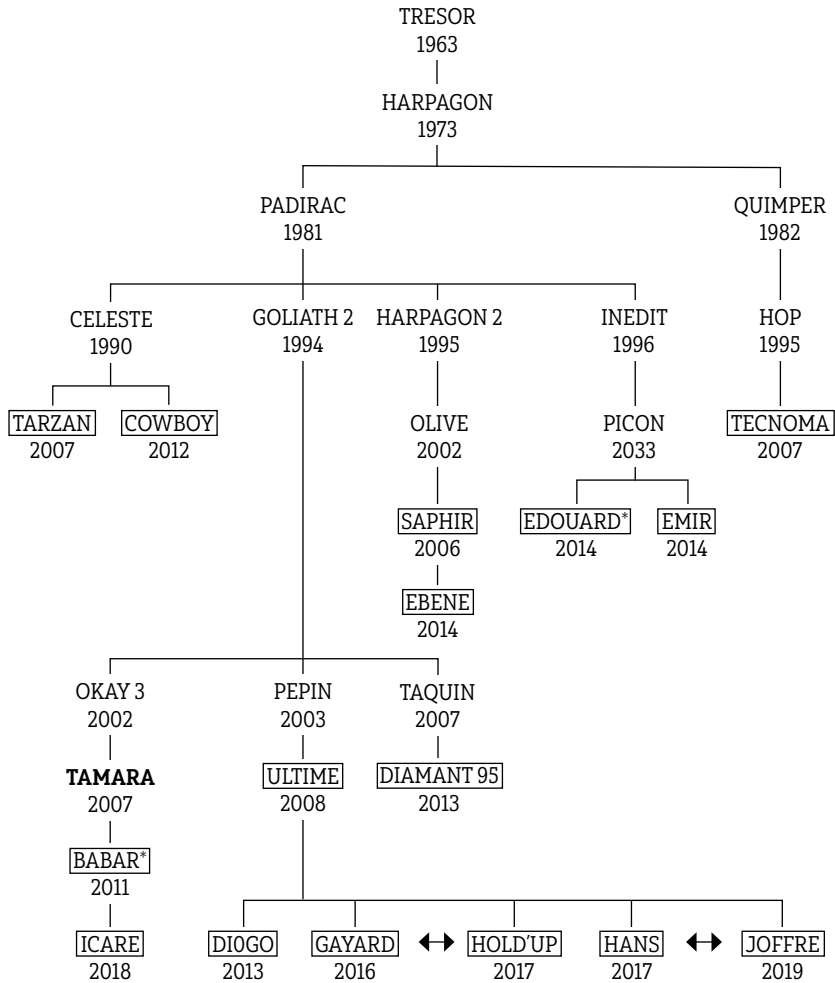 TRESOR
1963
HARPAGON
1973
PADIRAC
1981
QUIMPER
1982
CELESTE
1990
GOLIATH 2
1994
HARPAGON 2
1995
INEDIT
1996
HOP
1995
TARZAN
2007
COWBOY
2012
OLIVE
2002
PICON
2033
TECNOMA
2007
SAPHIR
2006
EDOUARD*
2014
EMIR
2014
EBENE
2014
OKAY 3
2002
PEPIN
2003
TAQUIN
2007
TAMARA
2007
ULTIME
2008
DIAMANT 95
2013
BABAR*
2011
ICARE
2018
DI0GO
2013
GAYARD
2016
HOLD'UP
2017
HANS
2017
JOFFRE
2019